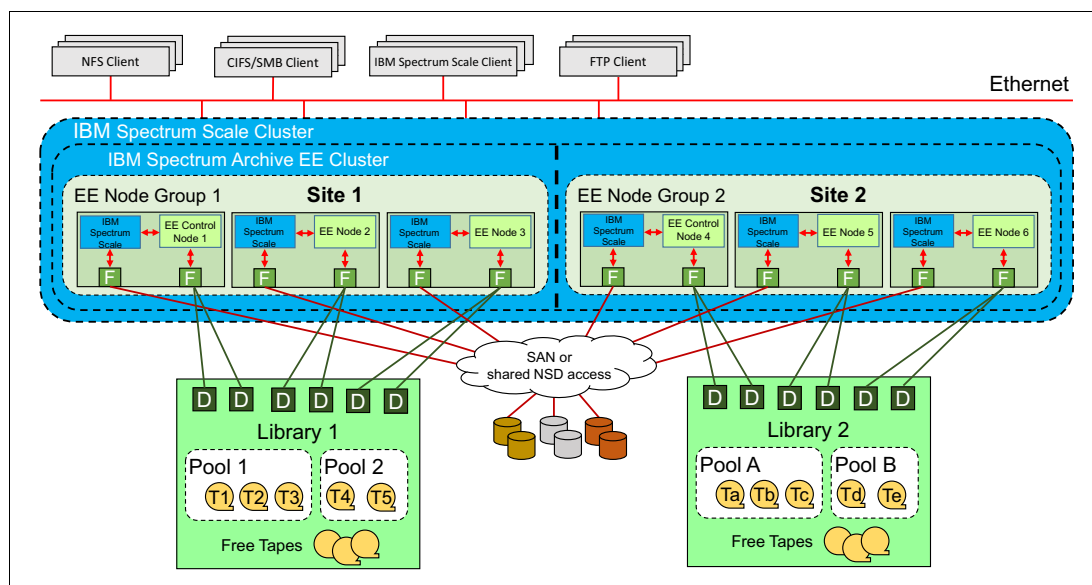 NFS Client
CIFS/SMB Client
IBM Spectrum Scale Client
FTP Client
Ethernet
IBM Spectrum Scale Cluster
IBM Spectrum Archive EE Cluster
EE Node Group 1
Site 1
IBM
Spectrum
Scale
EE Control
Node 1
IBM
Spectrum
Scale
EE Node 2
IBM
Spectrum
Scale
EE Node 3
F
F
F
F
F
F
EE Node Group 2
Site 2
IBM
Spectrum
Scale
EE Control
Node 4
IBM
Spectrum
Scale
EE Node 5
IBM
Spectrum
Scale
EE Node 6
F
F
F
F
F
F
SAN or
shared NSD access
D
D
D
D
D
D
Library 1
Pool 1
T1
T2
T3
Pool 2
T4
T5
Free Tapes
D
D
D
D
D
D
Library 2
Pool A
Ta
Tb
Tc
Pool B
Td
Te
Free Tapes